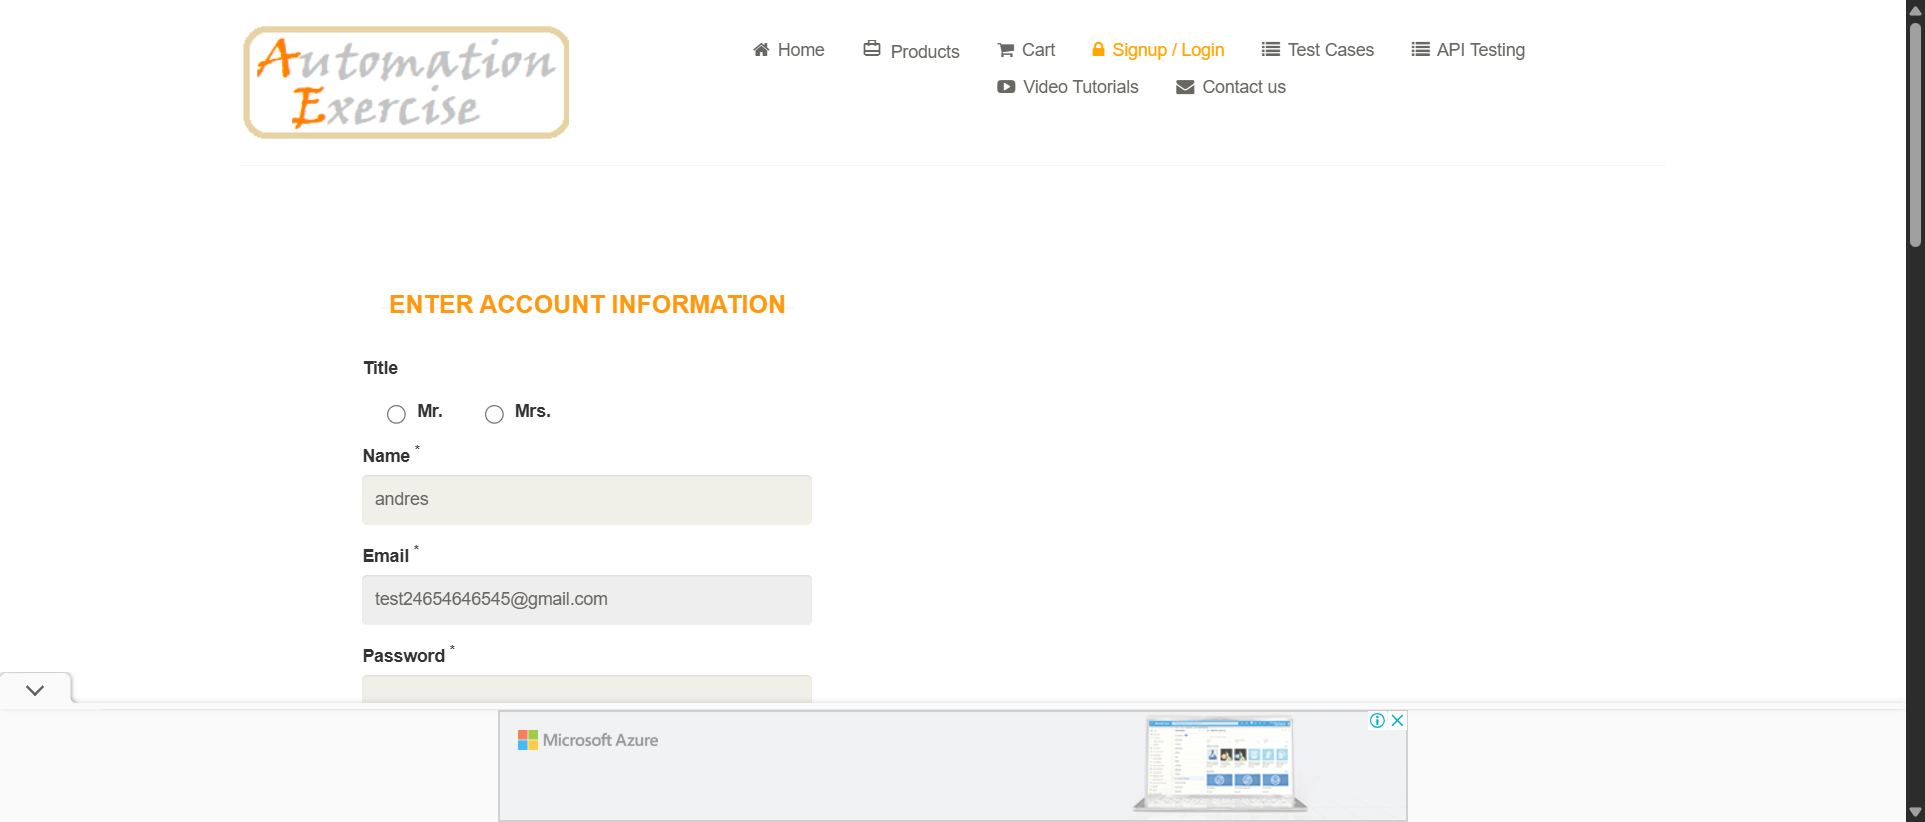 Automation
Exercise
Home
Products
Cart
Signup / Login
Test Cases
API Testing
Video Tutorials
Contact us
ENTER ACCOUNT INFORMATION
Title
Mr.
Mrs.
Name *
andres
Email *
test24654646545@gmail.com
Password *
Microsoft Azure